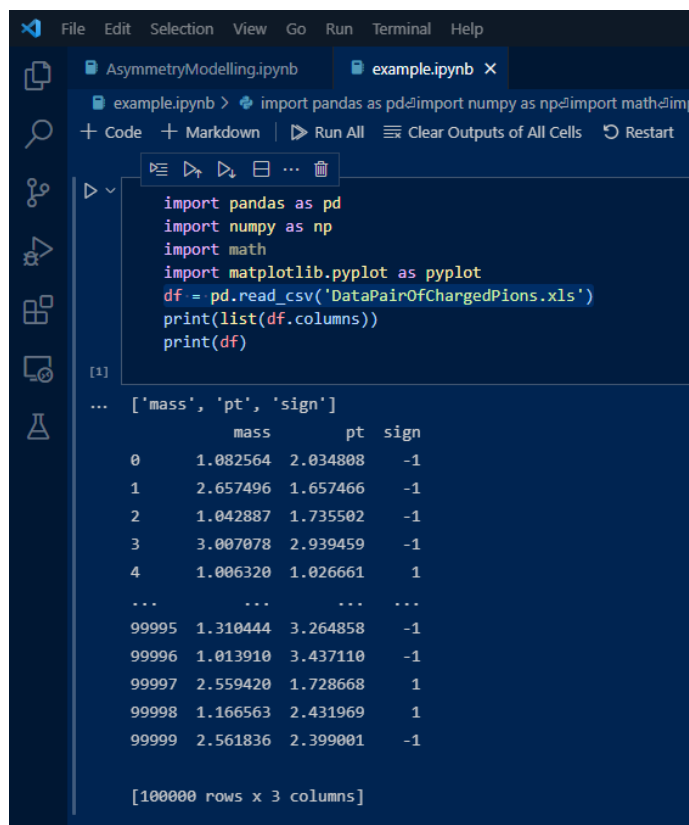 File Edit Selection View Go Run Terminal Help
AsymmetryModelling.ipynb example.ipynb
example.ipynb > import pandas as pd⏎import numpy as np⏎import math⏎imp
+ Code + Markdown Run All Clear Outputs of All Cells Restart
...
import pandas as pd
import numpy as np
import math
import matplotlib.pyplot as pyplot
df = pd.read_csv('DataPairOfChargedPions.xls')
print(list(df.columns))
print(df)
[1]
... ['mass', 'pt', 'sign']
mass pt sign
0 1.082564 2.034808 -1
1 2.657496 1.657466 -1
2 1.042887 1.735502 -1
3 3.007078 2.939459 -1
4 1.006320 1.026661 1
... ... ... ...
99995 1.310444 3.264858 -1
99996 1.013910 3.437110 -1
99997 2.559420 1.728668 1
99998 1.166563 2.431969 1
99999 2.561836 2.399001 -1
[100000 rows x 3 columns]